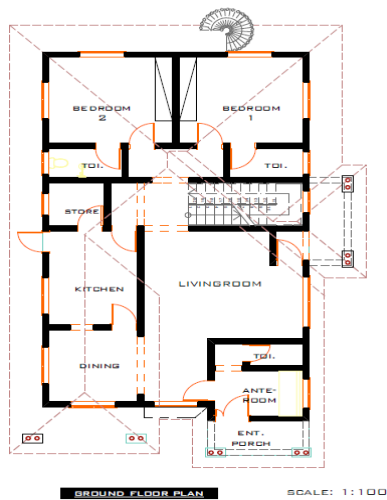 BEDROOM
2
BEDROOM
1
TOI.
TOI.
STORE
KITCHEN
LIVINGROOM
DINING
TOI.
ANTE-
ROOM
ENT.
PORCH
GROUND FLOOR PLAN
SCALE: 1:100